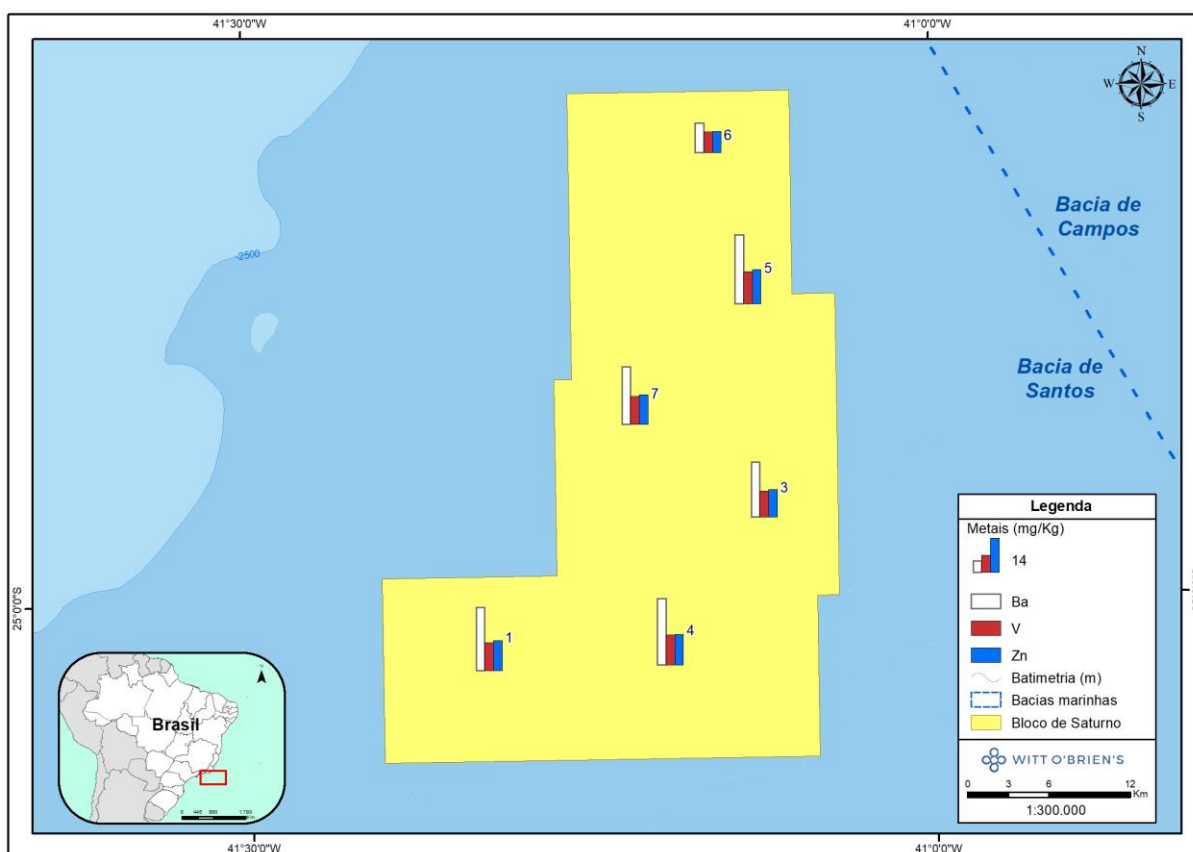 41°30'0"W
41°0'0"W
N
W
E
S
6
Bacia de
Campos
-2500
5
Bacia de
Santos
7
3
Legenda
Metais (mg/Kg)
14
Ba
V
Zn
Batimetria (m)
Bacias marinhas
Bloco de Saturno
25°0'0"S
1
4
Brasil
WITT O'BRIEN'S
0 3 6 12
Km
1:300.000
41°30'0"W
41°0'0"W